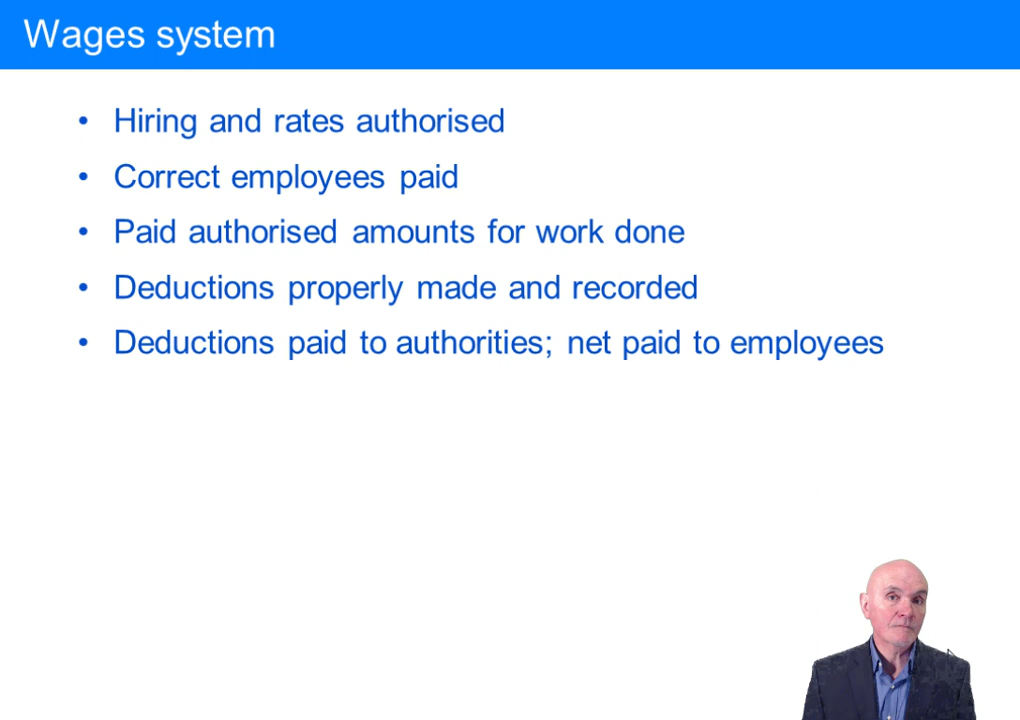 Wages system
• Hiring and rates authorised
• Correct employees paid
• Paid authorised amounts for work done
• Deductions properly made and recorded
• Deductions paid to authorities; net paid to employees